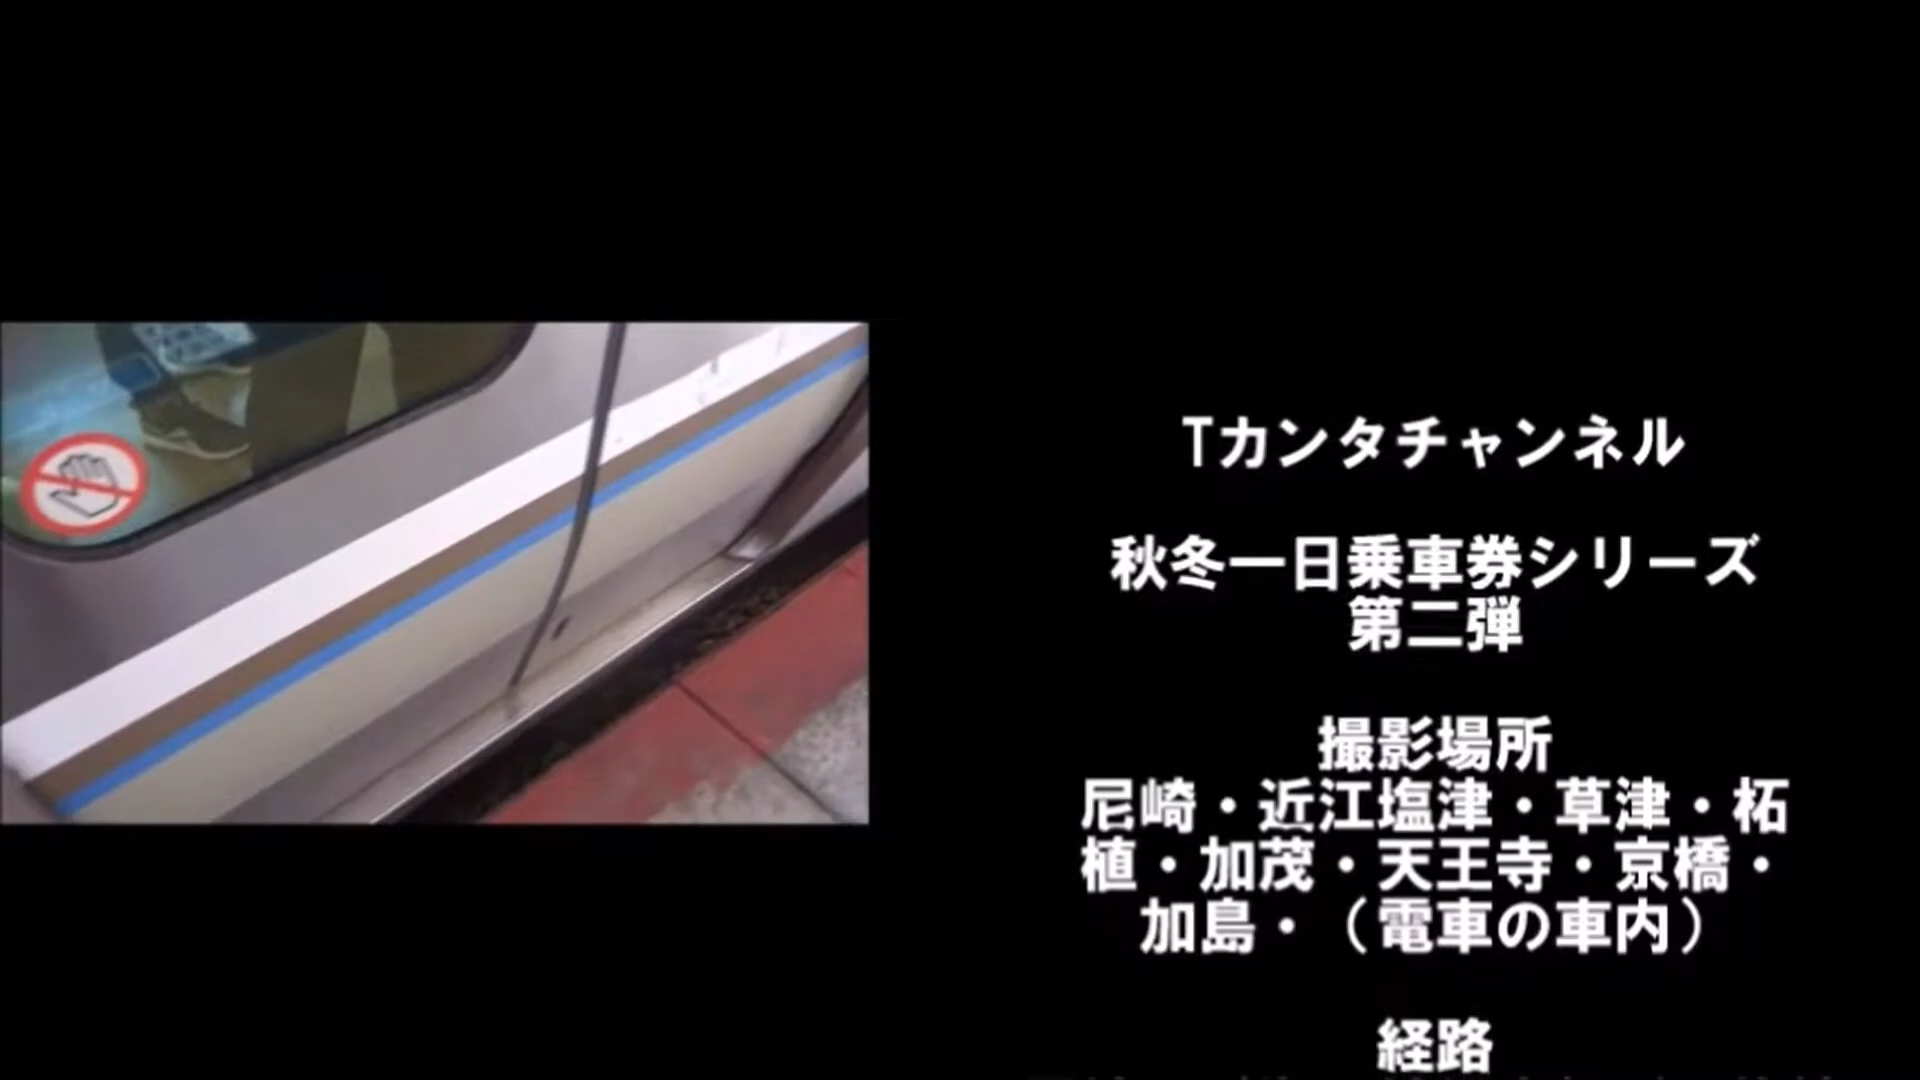 Tカンタチャンネル
秋冬一日乗車券シリーズ
第二弾
撮影場所
尼崎・近江塩津・草津・柘
植・加茂・天王寺・京橋・
加島・（電車の車内）
経路